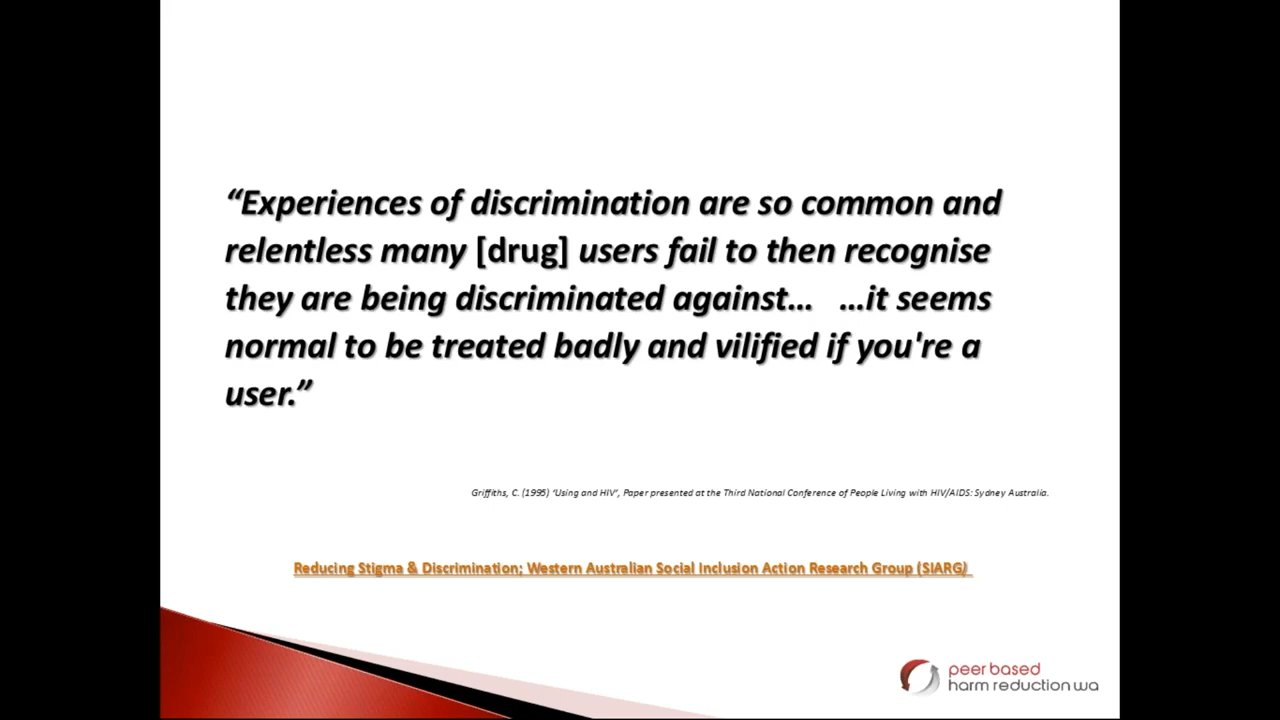 “Experiences of discrimination are so common and
relentless many [drug] users fail to then recognise
they are being discriminated against… …it seems
normal to be treated badly and vilified if you're a
user.”
Griffiths, C. (1995) ‘Using and HIV’, Paper presented at the Third National Conference of People Living with HIV/AIDS: Sydney Australia.
Reducing Stigma & Discrimination; Western Australian Social Inclusion Action Research Group (SIARG)
peer based
harm reduction wa